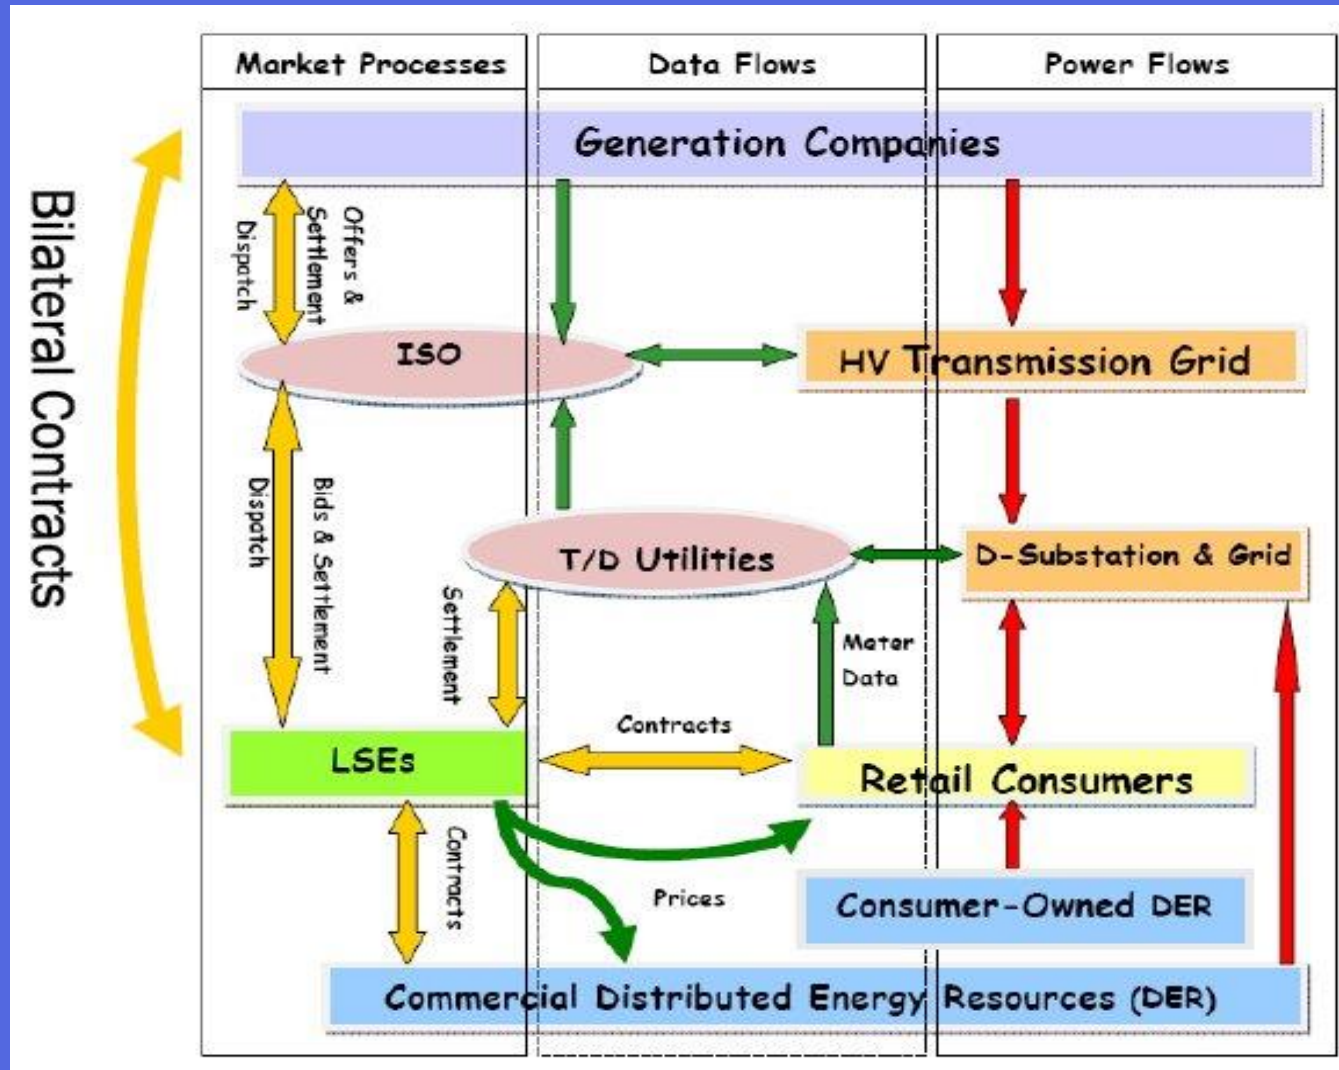 Market Processes
Data Flows
Power Flows
Generation Companies
Bilateral Contracts
Offers &
Settlement
Dispatch
ISO
HV Transmission Grid
Bids & Settlement
Dispatch
T/D Utilities
D-Substation & Grid
Settlement
Meter
Data
Contracts
LSEs
Retail Consumers
Contracts
Prices
Consumer-Owned DER
Commercial Distributed Energy Resources (DER)